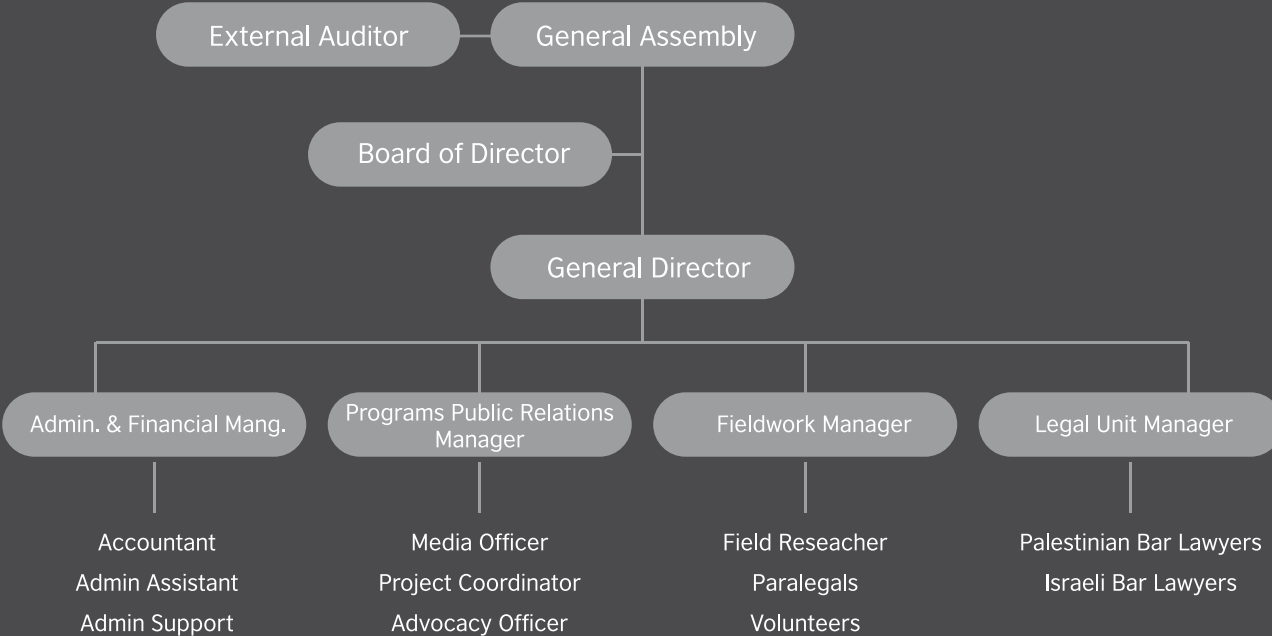 External Auditor
General Assembly
Board of Director
General Director
Admin. & Financial Mang.
Programs Public Relations
Manager
Fieldwork Manager
Legal Unit Manager
Accountant
Admin Assistant
Admin Support
Media Officer
Project Coordinator
Advocacy Officer
Field Reseacher
Paralegals
Volunteers
Palestinian Bar Lawyers
Israeli Bar Lawyers